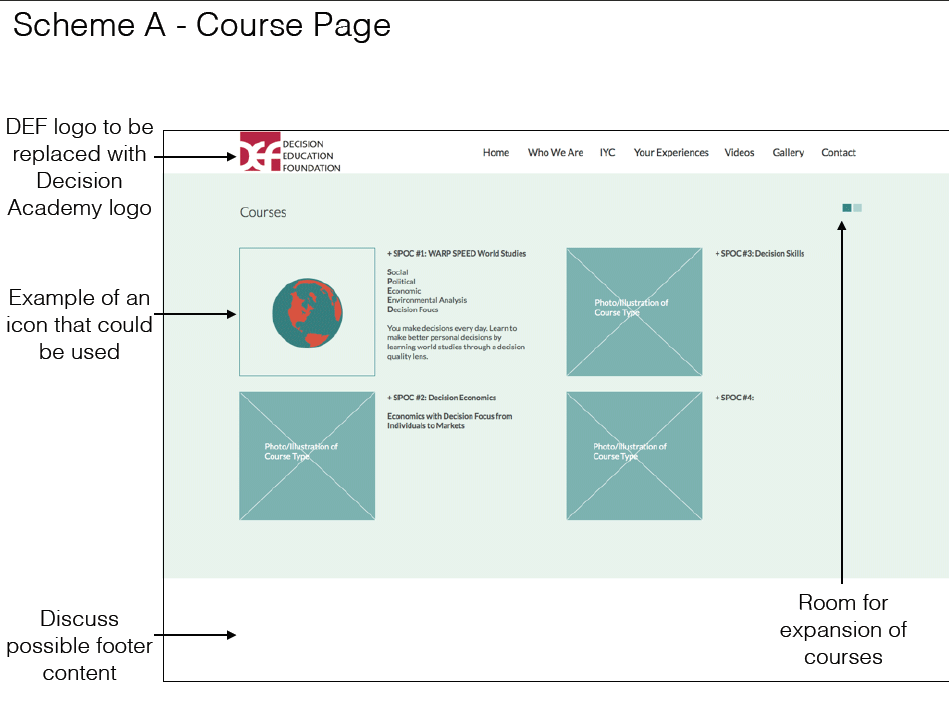 Scheme A - Course Page
DEF logo to be
replaced with
Decision
Academy logo
DEF
DECISION
EDUCATION
FOUNDATION
Home Who We Are IYC Your Experiences Videos Gallery Contact
Courses
Example of an
icon that could
be used
+ SPOC #1: WARP SPEED World Studies
Social
Political
Economic
Environmental Analysis
Decision Foucs
You make decisions every day. Learn to
make better personal decisions by
learning world studies through a decision
quality lens.
Photo/Illustration of
Course Type
+ SPOC #3: Decision Skills
Photo/Illustration of
Course Type
+ SPOC #2: Decision Economics
Economics with Decision Focus from
Individuals to Markets
Photo/Illustration of
Course Type
+ SPOC #4:
Discuss
possible footer
content
Room for
expansion of
courses